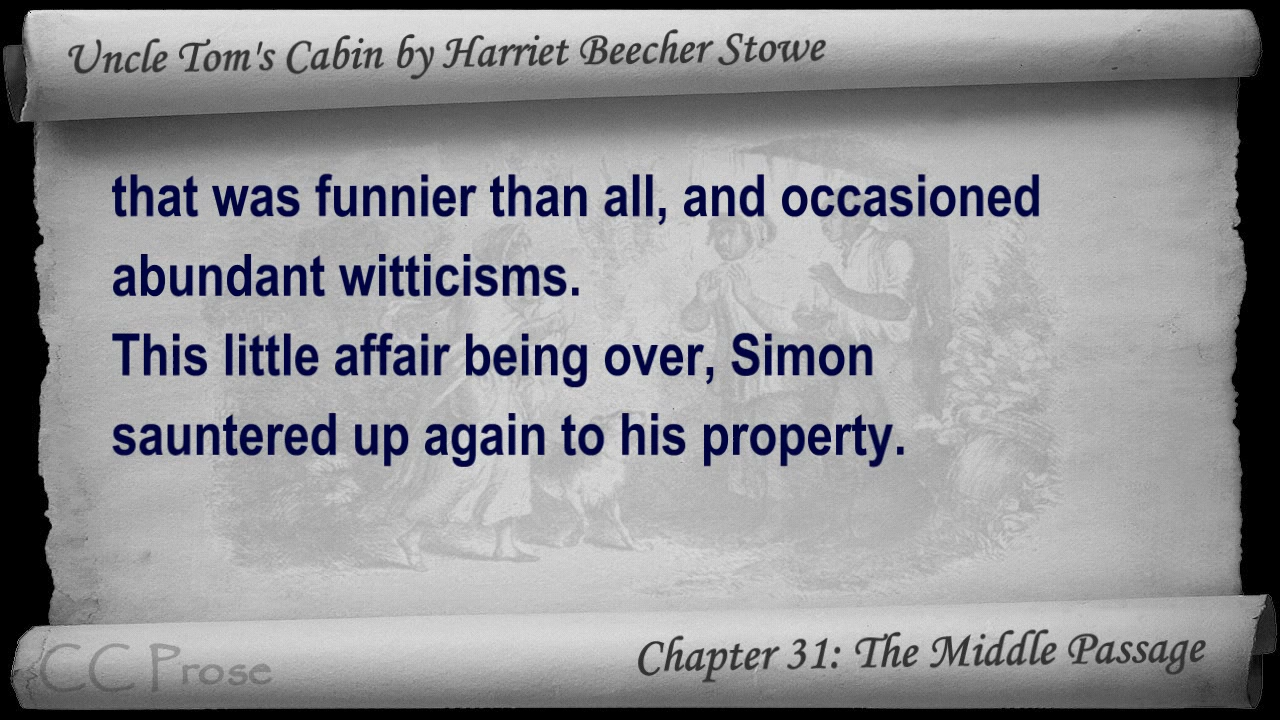 Uncle Tom's Cabin by Harriet Beecher Stowe
that was funnier than all, and occasioned
abundant witticisms.
This little affair being over, Simon
sauntered up again to his property.
CC Prose
Chapter 31: The Middle Passage